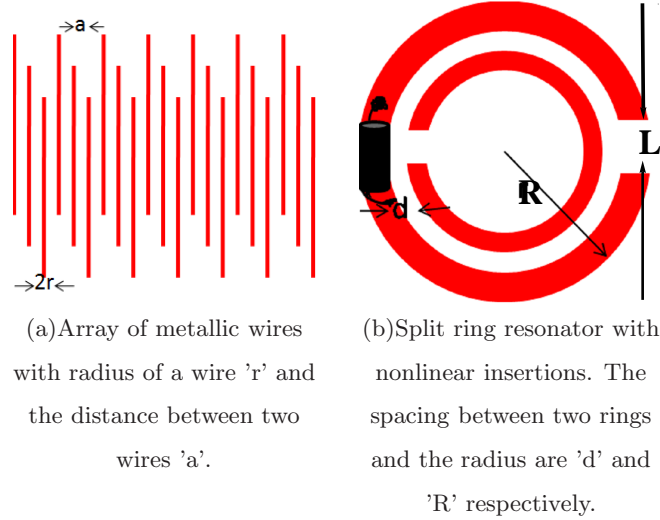 a
2r
L
R
d
(a)Array of metallic wires
with radius of a wire 'r' and
the distance between two
wires 'a'.
(b)Split ring resonator with
nonlinear insertions. The
spacing between two rings
and the radius are 'd' and
'R' respectively.